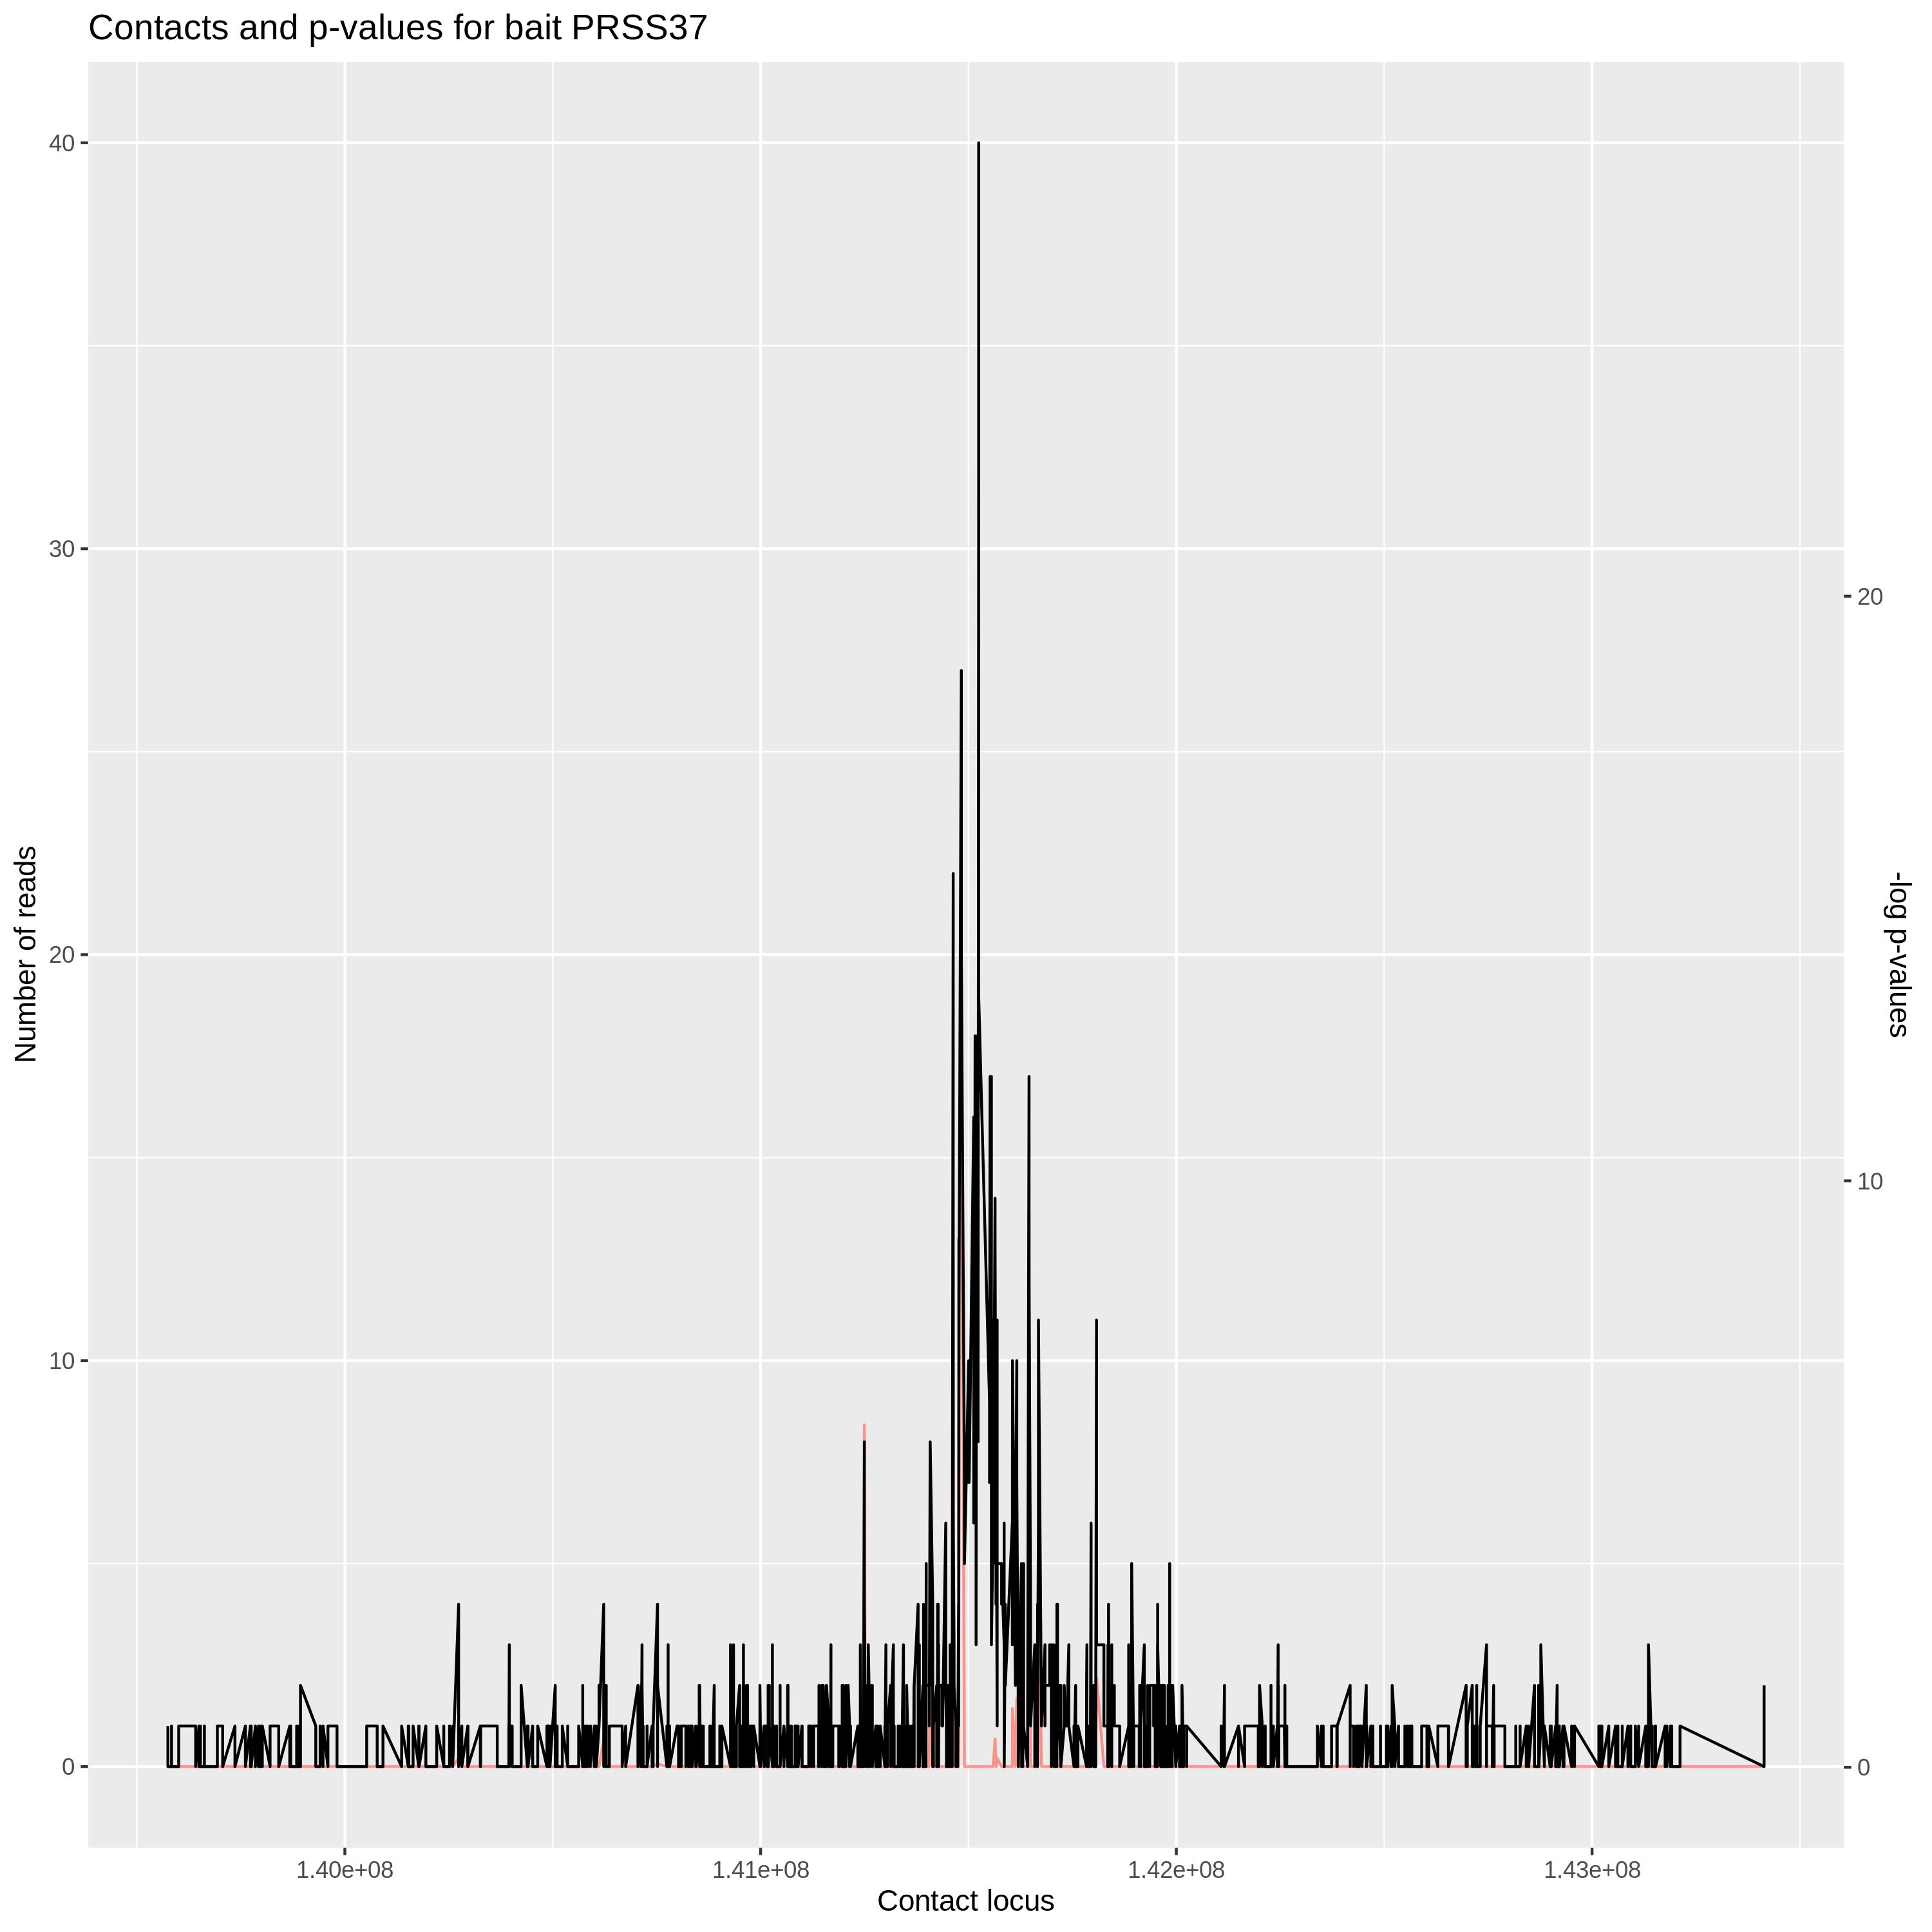 Contacts and p-values for bait PRSS37
40
30
20
10
0
Number of reads
20
10
0
-log p-values
1.40e+08 1.41e+08 1.42e+08 1.43e+08
Contact locus